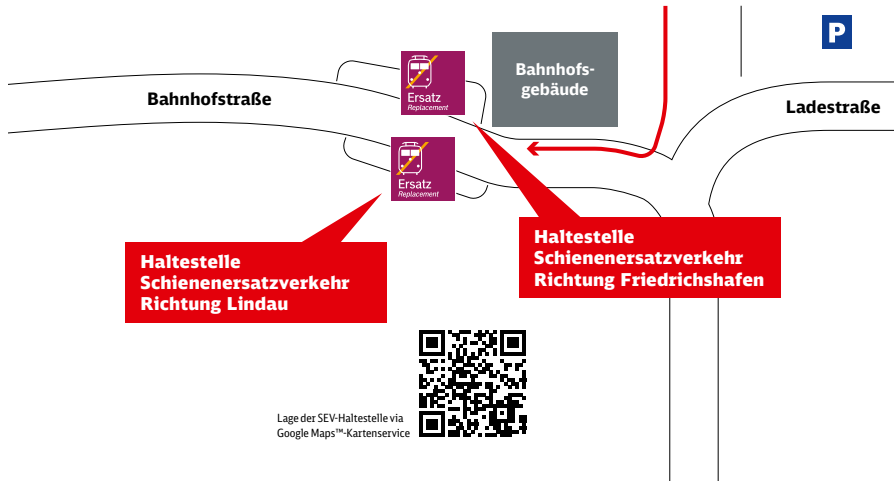 P
Bahnhofs-
gebäude
Bahnhofstraße
Ersatz
Replacement
Ladestraße
Ersatz
Replacement
Haltestelle
Schienenersatzverkehr
Richtung Friedrichshafen
Haltestelle
Schienenersatzverkehr
Richtung Lindau
Lage der SEV-Haltestelle via
Google Maps™-Kartenservice